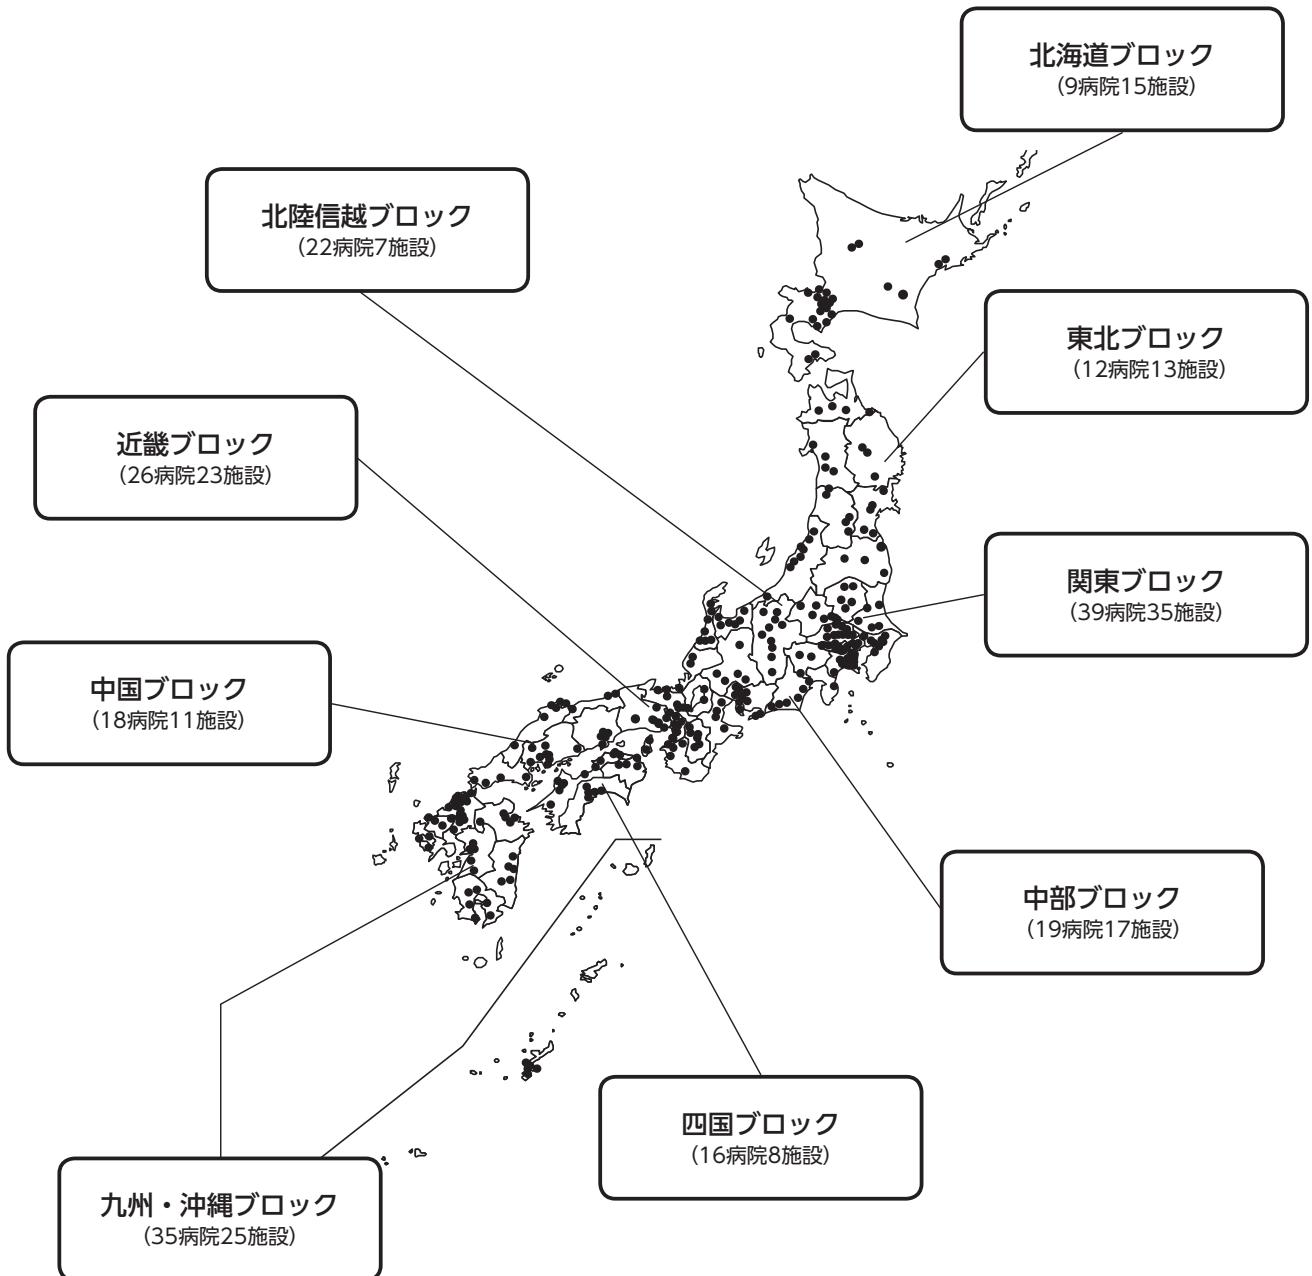 北海道ブロック
（9病院15施設）
北陸信越ブロック
（22病院7施設）
東北ブロック
（12病院13施設）
近畿ブロック
（26病院23施設）
関東ブロック
（39病院35施設）
中国ブロック
（18病院11施設）
中部ブロック
（19病院17施設）
四国ブロック
（16病院8施設）
九州・沖縄ブロック
（35病院25施設）